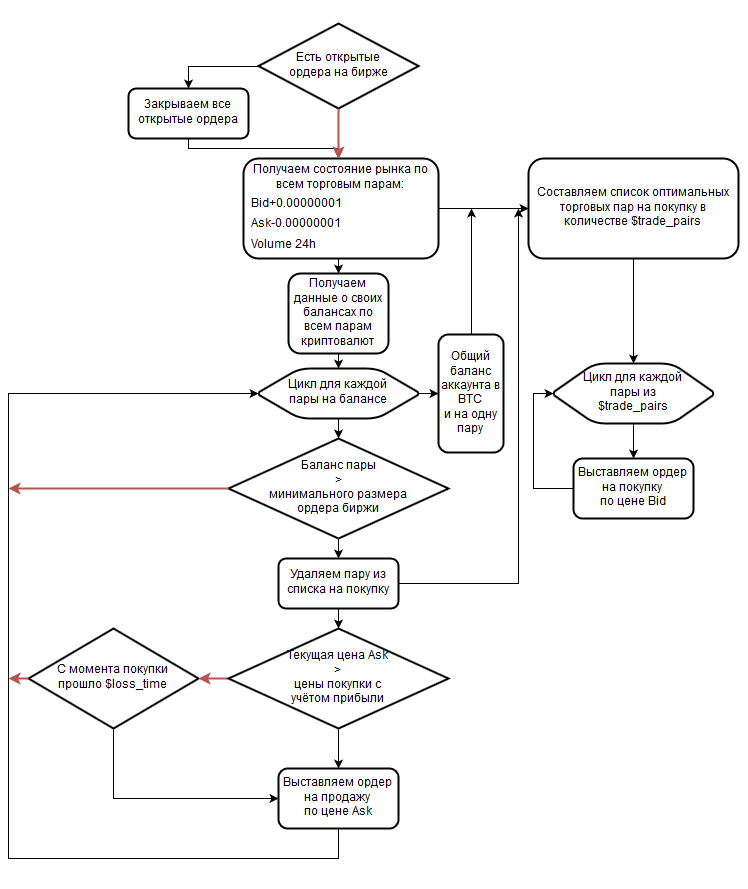 Есть открытые
ордера на бирже
Закрываем все
открытые ордера
Получаем состояние рынка по
всем торговым парам:
Bid+0.00000001
Ask-0.00000001
Volume 24h
Составляем список оптимальных
торговых пар на покупку в
количестве $trade_pairs
Получаем
данные о своих
балансах по
всем парам
криптовалют
Общий
баланс
аккаунта в
BTC
и на одну
пару
Цикл для каждой
пары на балансе
Цикл для каждой
пары из
$trade_pairs
Баланс пары
>
минимального размера
ордера биржи
Выставляем ордер
на покупку
по цене Bid
Удаляем пару из
списка на покупку
Текущая цена Ask
>
цены покупки с
учётом прибыли
С момента покупки
прошло $loss_time
Выставляем ордер
на продажу
по цене Ask